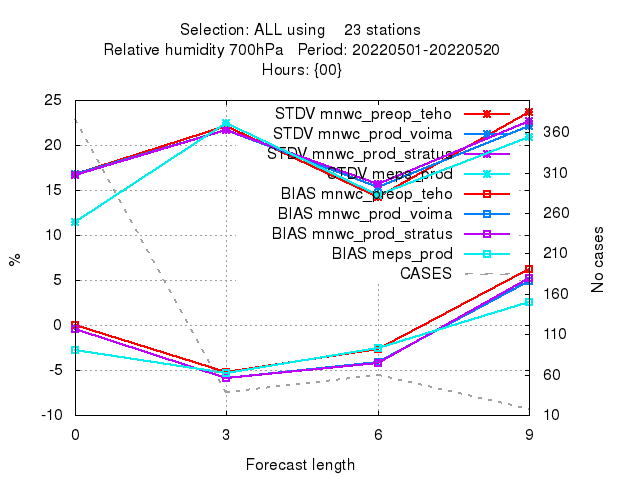 Selection: ALL using 23 stations
Relative humidity 700hPa Period: 20220501-20220520
Hours: {00}
25
20
15
10
5
0
-5
-10
%
STDV mnwc_preop_teho
STDV mnwc_prod_voima
STDV mnwc_prod_stratus
STDV meps_prod
BIAS mnwc_preop_teho
BIAS mnwc_prod_voima
BIAS mnwc_prod_stratus
BIAS meps_prod
CASES
360
310
260
210
160
110
60
10
No cases
0 3 6 9
Forecast length